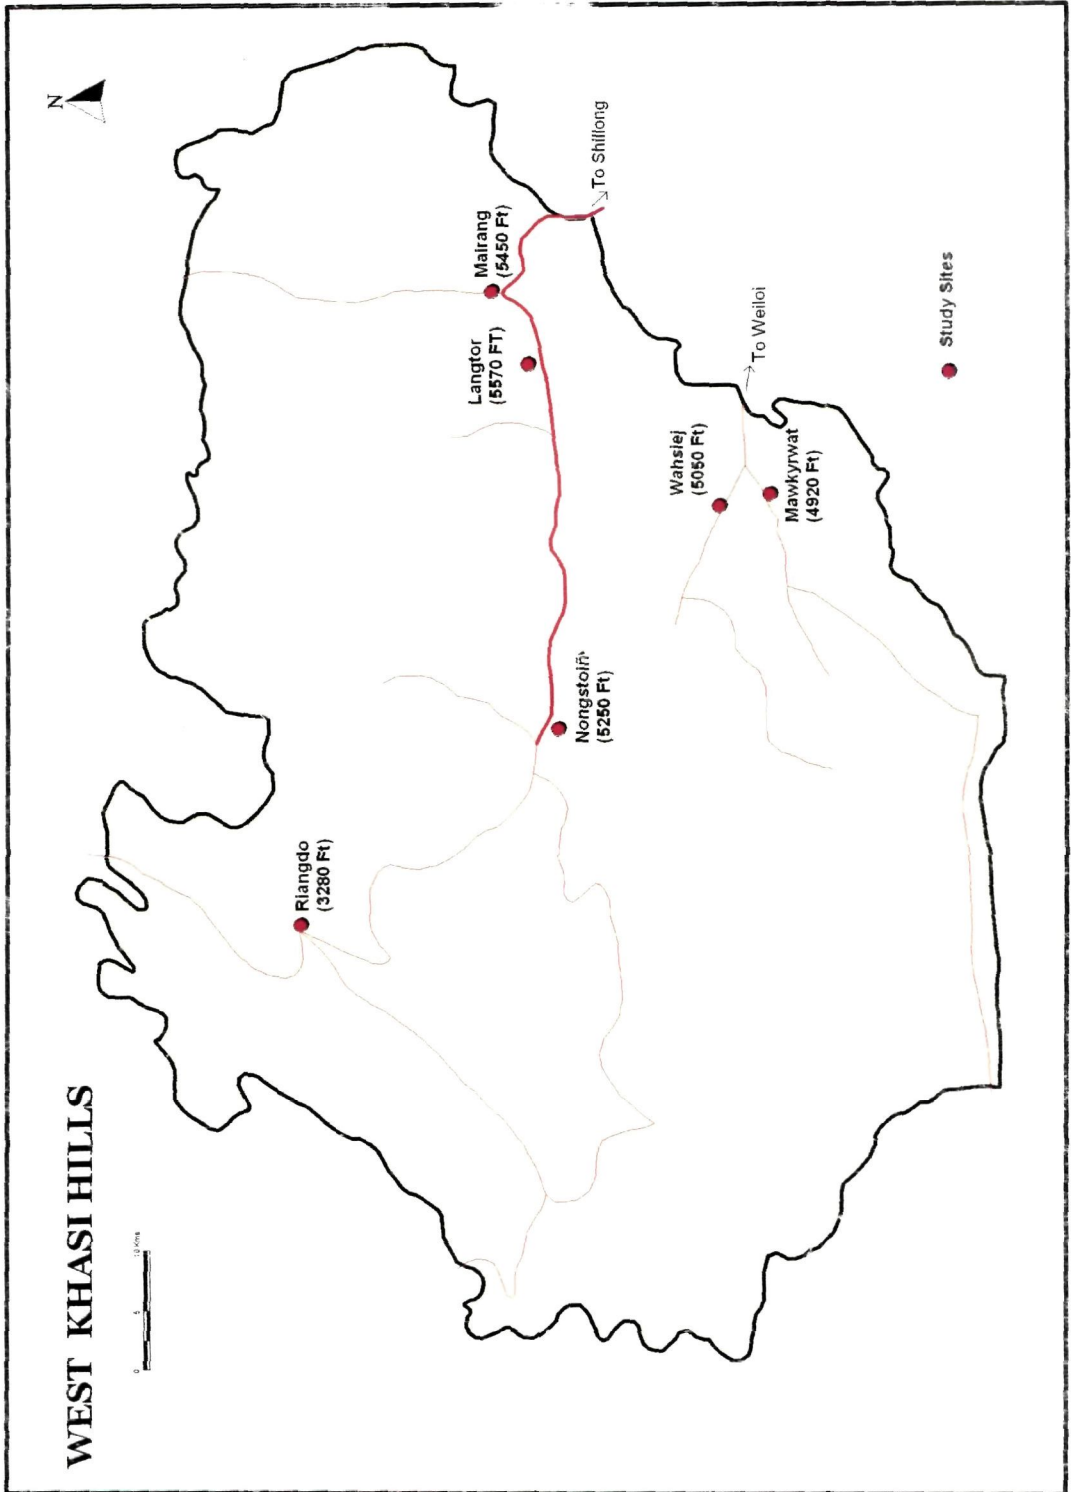 WEST KHASI HILLS
0 5 10 Kms
N
Riangdo
(3280 Ft)
Nongstoiñ
(5250 Ft)
Langtor
(5570 FT)
Mairang
(5450 Ft)
To Shillong
Wahsiej
(5050 Ft)
Mawkyrwat
(4920 Ft)
To Weiloi
Study Sites